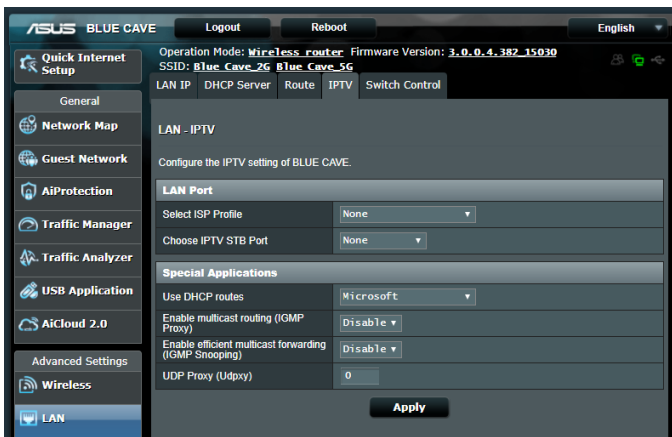 ASUS BLUE CAVE
Logout
Reboot
English
Quick Internet
Setup
Operation Mode: Wireless router Firmware Version: 3.0.0.4.382_15030
SSID: Blue Cave_2G Blue Cave_5G
LAN IP
DHCP Server
Route
IPTV
Switch Control
General
Network Map
Guest Network
AiProtection
Traffic Manager
Traffic Analyzer
USB Application
AiCloud 2.0
Advanced Settings
Wireless
LAN
LAN - IPTV
Configure the IPTV setting of BLUE CAVE.
LAN Port
Select ISP Profile
None
Choose IPTV STB Port
None
Special Applications
Use DHCP routes
Microsoft
Enable multicast routing (IGMP
Proxy)
Disable
Enable efficient multicast forwarding
(IGMP Snooping)
Disable
UDP Proxy (Udpxy)
0
Apply